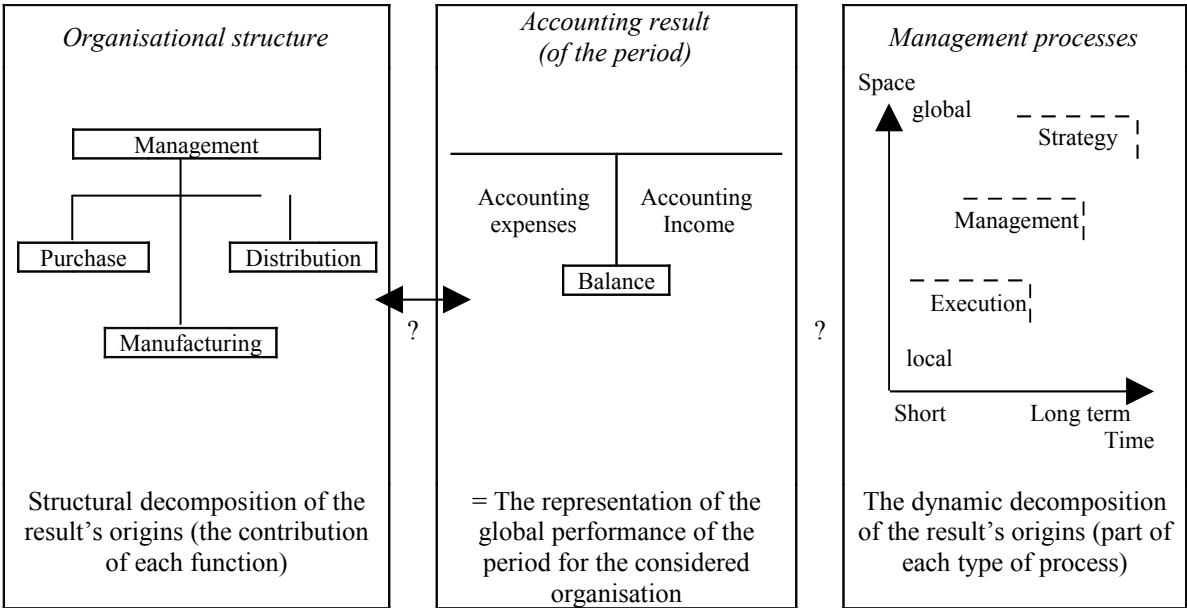 Organisational structure
Management
Purchase
Distribution
Manufacturing
Structural decomposition of the
result’s origins (the contribution
of each function)
?
Accounting result
(of the period)
Accounting
expenses
Accounting
Income
Balance
= The representation of the
global performance of the
period for the considered
organisation
?
Management processes
Space
global
Strategy
Management
Execution
local
Short
Long term
Time
The dynamic decomposition
of the result’s origins (part of
each type of process)